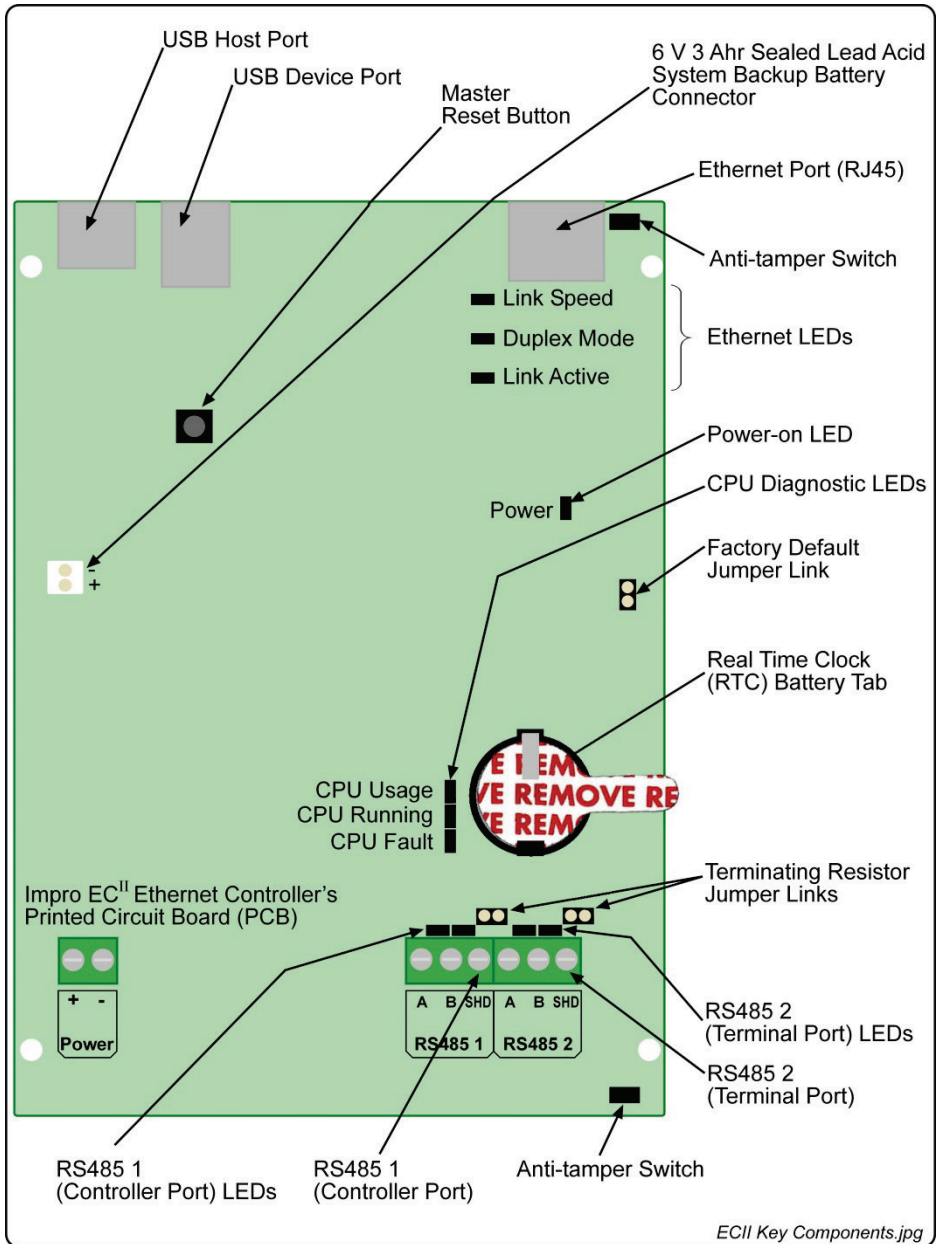 USB Host Port
USB Device Port
Master
Reset Button
6 V 3 Ahr Sealed Lead Acid
System Backup Battery
Connector
Ethernet Port (RJ45)
Anti-tamper Switch
Link Speed
Duplex Mode
Link Active
Ethernet LEDs
Power-on LED
Power
CPU Diagnostic LEDs
Factory Default
Jumper Link
- 
+
Real Time Clock
(RTC) Battery Tab
VE REMO
VE REMOVE RE
VE REMO
CPU Usage
CPU Running
CPU Fault
Terminating Resistor
Jumper Links
Impro ECII Ethernet Controller's
Printed Circuit Board (PCB)
+ -
Power
A B SHD A B SHD
RS485 1 RS485 2
RS485 2
(Terminal Port) LEDs
RS485 2
(Terminal Port)
RS485 1
(Controller Port) LEDs
RS485 1
(Controller Port)
Anti-tamper Switch
ECII Key Components.jpg